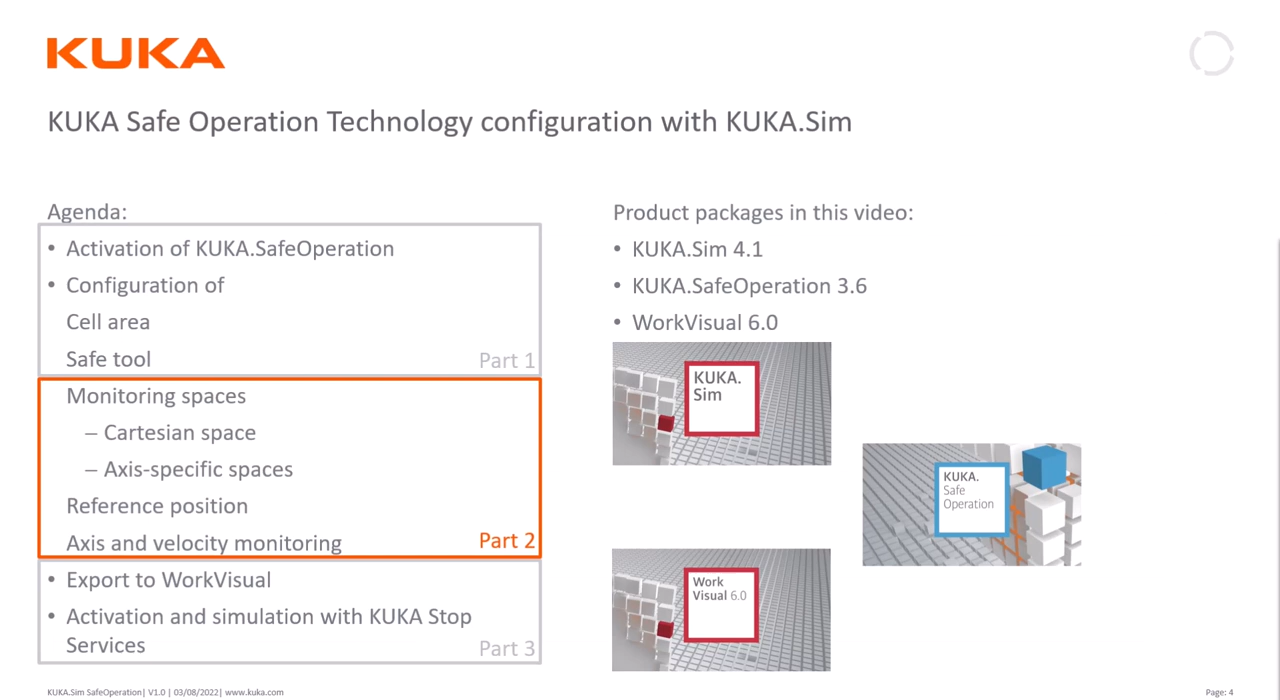 KUKA
KUKA Safe Operation Technology configuration with KUKA.Sim
Agenda:
• Activation of KUKA.SafeOperation
• Configuration of
Cell area
Safe tool
Part 1
Monitoring spaces
– Cartesian space
– Axis-specific spaces
Reference position
Axis and velocity monitoring
Part 2
• Export to WorkVisual
• Activation and simulation with KUKA Stop
Services
Part 3
Product packages in this video:
• KUKA.Sim 4.1
• KUKA.SafeOperation 3.6
• WorkVisual 6.0
KUKA.
Sim
KUKA.
Safe
Operation
Work
Visual 6.0
KUKA.Sim SafeOperation| V1.0 | 03/08/2022| www.kuka.com
Page: 4